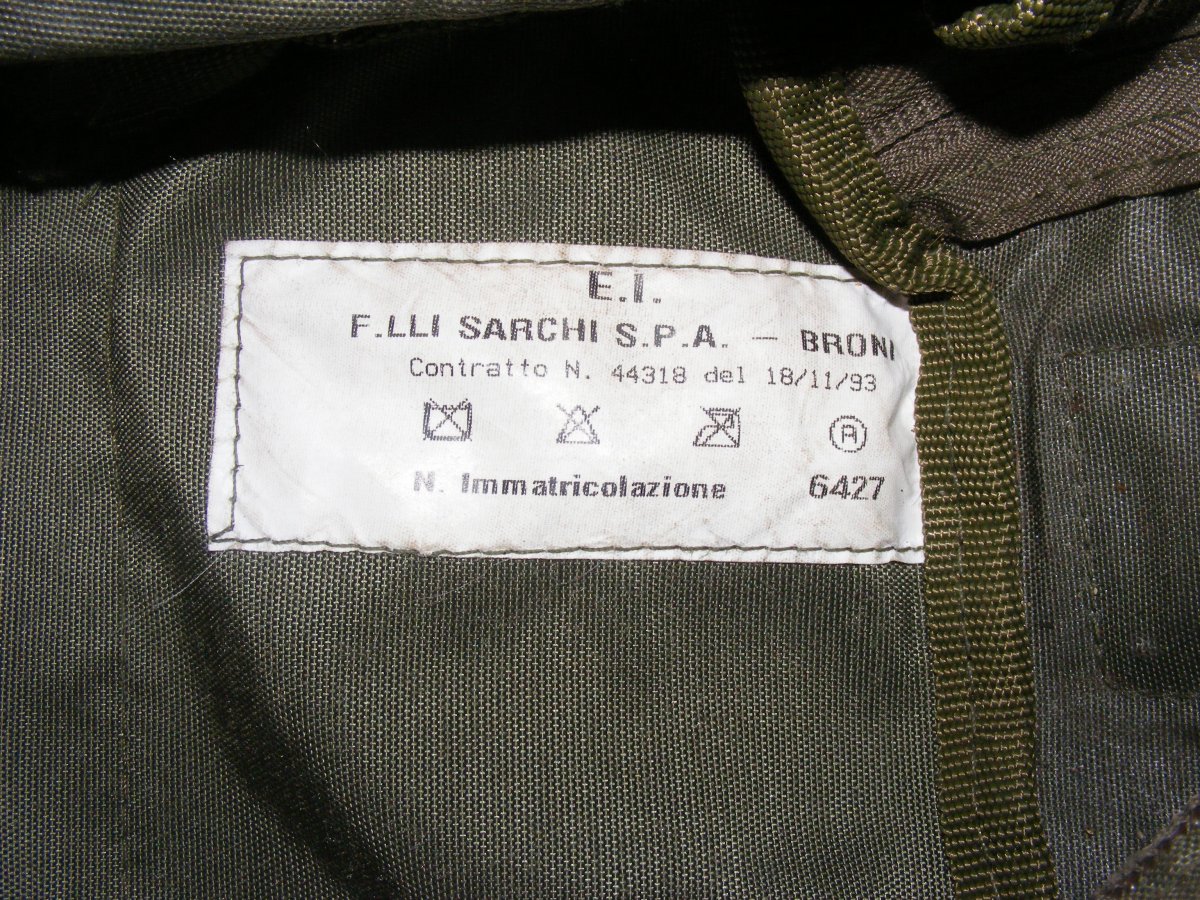 E.I.
F.LLI SARCHI S.P.A. — BRONI
Contratto N. 44318 del 18/11/93
A
N. Immatricolazione 6427